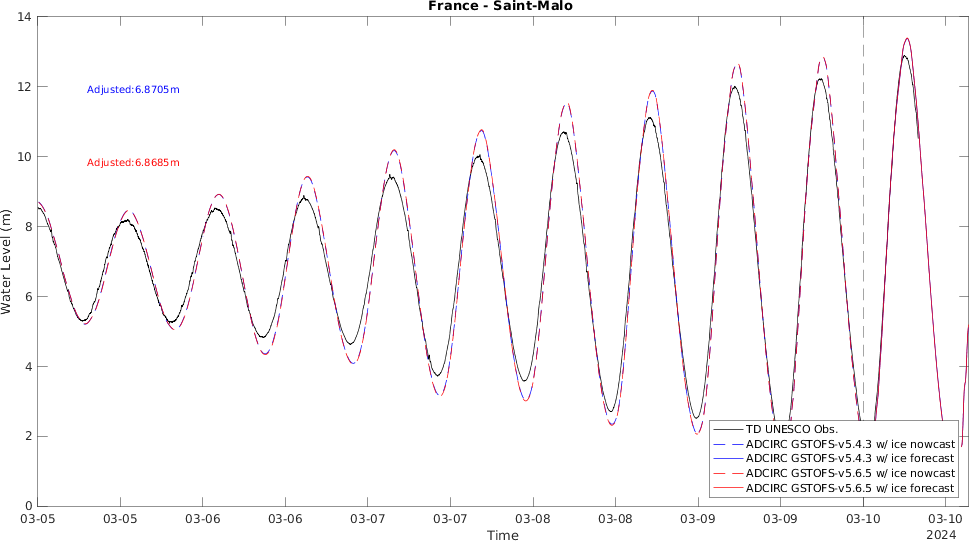 France - Saint-Malo
14
12
10
8
6
4
2
0
Water Level (m)
Adjusted:6.8705m
Adjusted:6.8685m
TD UNESCO Obs.
ADCIRC GSTOFS-v5.4.3 w/ ice nowcast
ADCIRC GSTOFS-v5.4.3 w/ ice forecast
ADCIRC GSTOFS-v5.6.5 w/ ice nowcast
ADCIRC GSTOFS-v5.6.5 w/ ice forecast
03-05 03-05 03-06 03-06 03-07 03-07 03-08 03-08 03-09 03-09 03-10 03-10
2024
Time